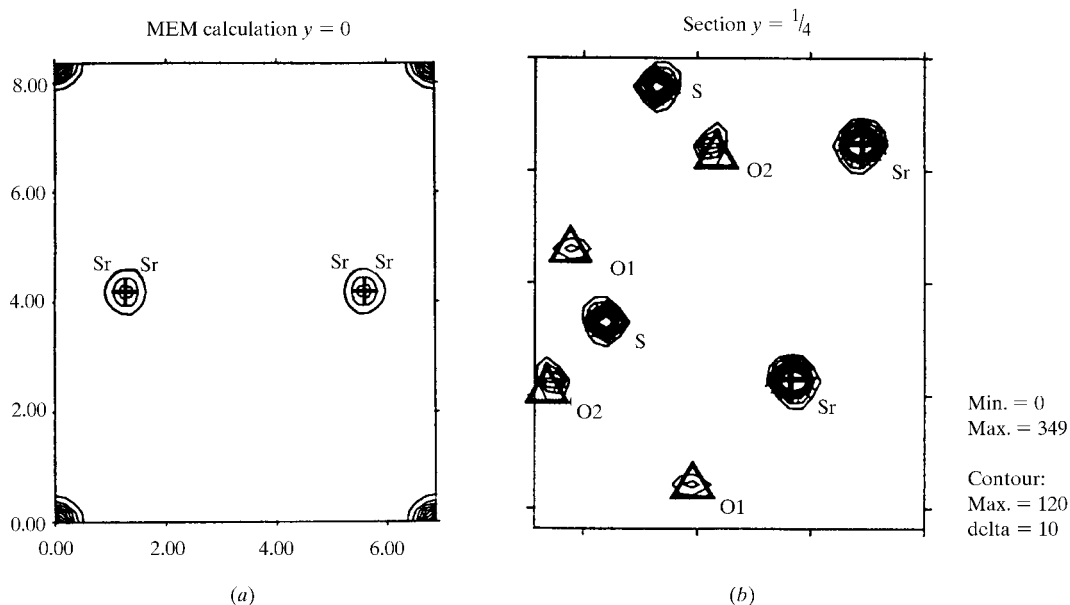 MEM calculation y = 0
8.00
6.00
Sr Sr
Sr Sr
4.00
2.00
0.00
0.00 2.00 4.00 6.00
(a)
Section y = 1/4
S
O2
Sr
O1
S
O2
Sr
O1
Min. = 0
Max. = 349
Contour:
Max. = 120
delta = 10
(b)